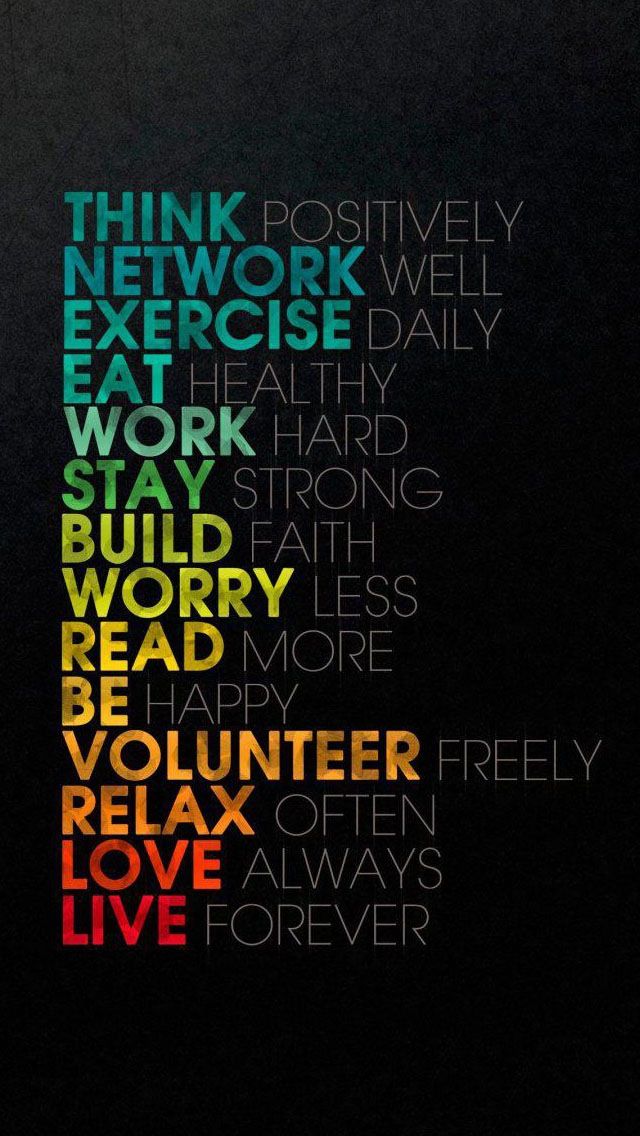 THINK POSITIVELY
NETWORK WELL
EXERCISE DAILY
EAT HEALTHY
WORK HARD
STAY STRONG
BUILD FAITH
WORRY LESS
READ MORE
BE HAPPY
VOLUNTEER FREELY
RELAX OFTEN
LOVE ALWAYS
LIVE FOREVER